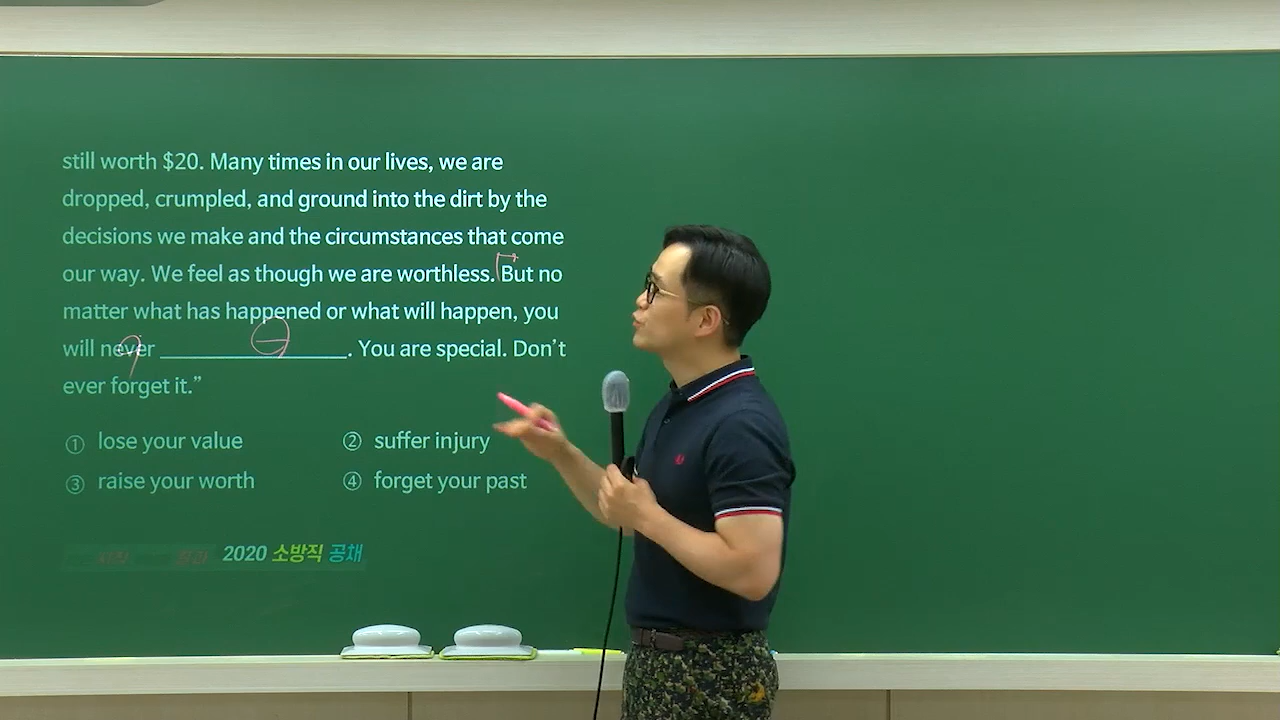 still worth $20. Many times in our lives, we are
dropped, crumpled, and ground into the dirt by the
decisions we make and the circumstances that come
our way. We feel as though we are worthless. But no
matter what has happened or what will happen, you
will never ____________. You are special. Don't
ever forget it.”
① lose your value ② suffer injury
③ raise your worth ④ forget your past
2020 소방직 공채